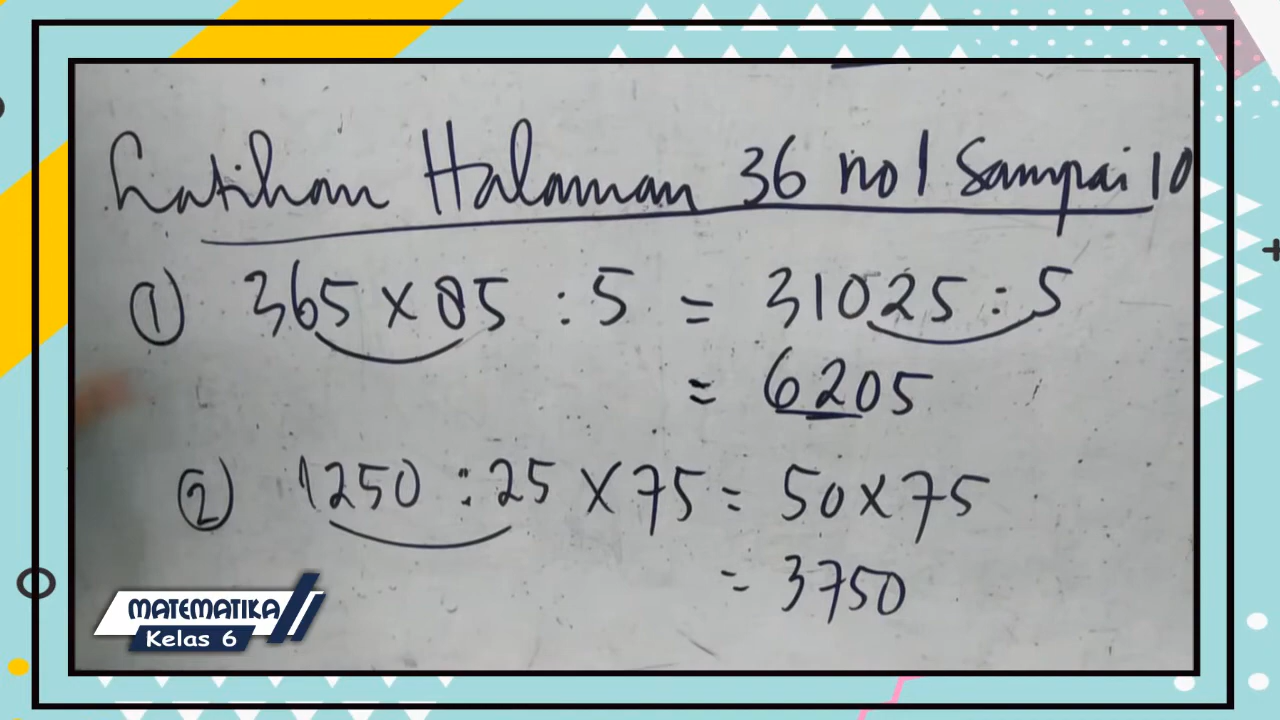 Latihan Halaman 36 no 1 Sampai 10
① 365 x 85 : 5 = 31025 : 5
= 6205
② 1250 : 25 x 75 = 50 x 75
= 3750
MATEMATIKA
Kelas 6